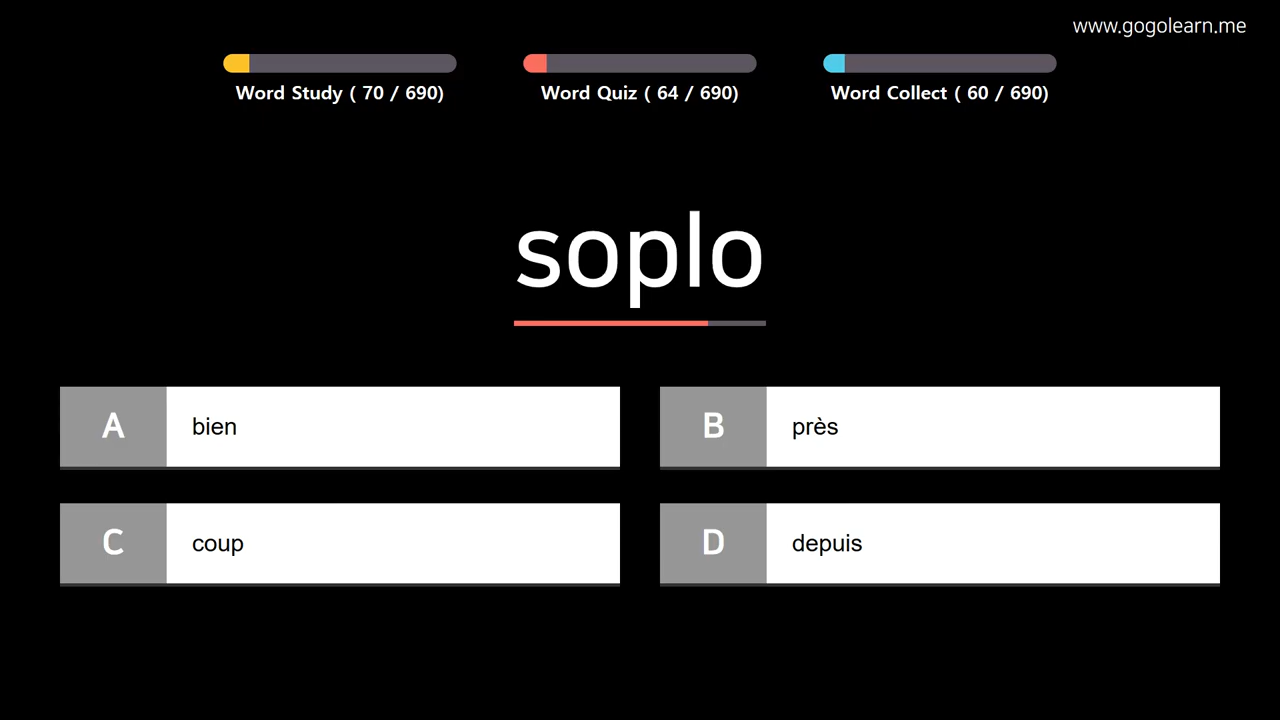 www.gogolearn.me
Word Study ( 70 / 690)
Word Quiz ( 64 / 690)
Word Collect ( 60 / 690)
soplo
A bien
B près
C coup
D depuis